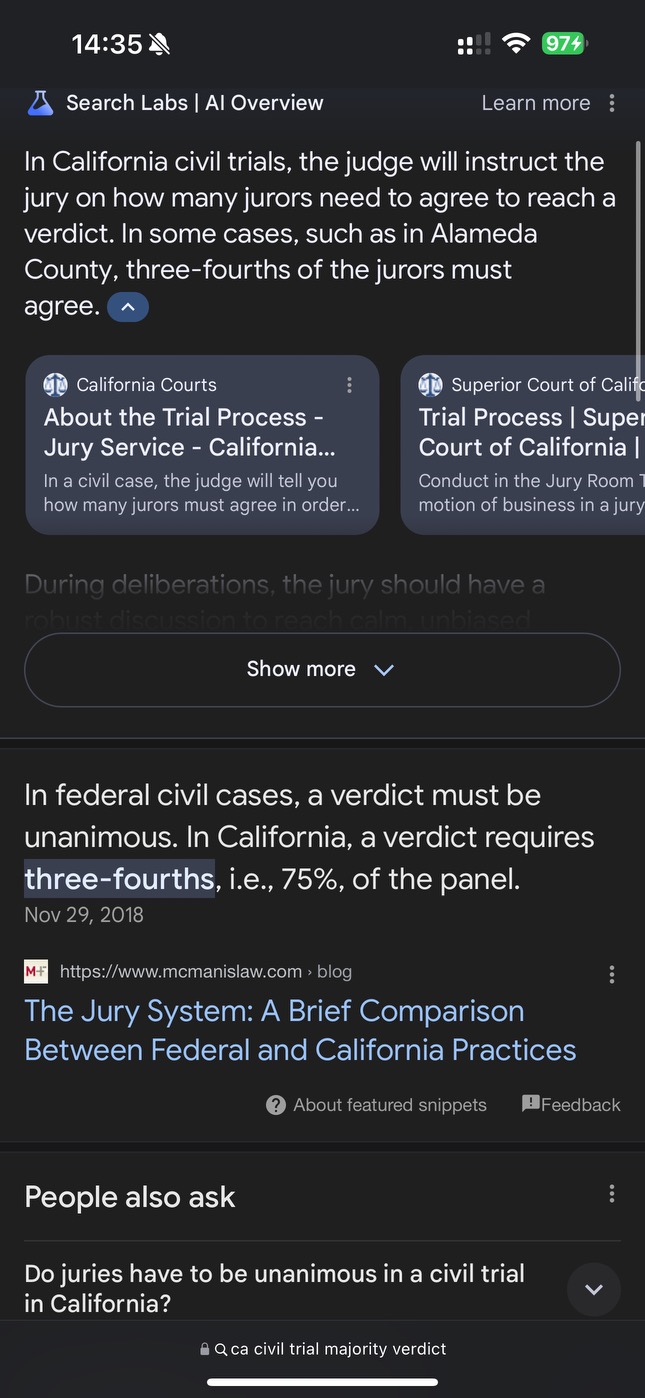 14:35
97
Search Labs | AI Overview
Learn more
In California civil trials, the judge will instruct the
jury on how many jurors need to agree to reach a
verdict. In some cases, such as in Alameda
County, three-fourths of the jurors must
agree.
California Courts
About the Trial Process -
Jury Service - California...
In a civil case, the judge will tell you
how many jurors must agree in order...
Superior Court of Calif
Trial Process | Super
Court of California |
Conduct in the Jury Room
motion of business in a jury
During deliberations, the jury should have a
robust discussion to reach calm, unbiased
Show more
In federal civil cases, a verdict must be
unanimous. In California, a verdict requires
three-fourths, i.e., 75%, of the panel.
Nov 29, 2018
https://www.mcmanislaw.com › blog
The Jury System: A Brief Comparison
Between Federal and California Practices
About featured snippets
Feedback
People also ask
Do juries have to be unanimous in a civil trial
in California?
ca civil trial majority verdict